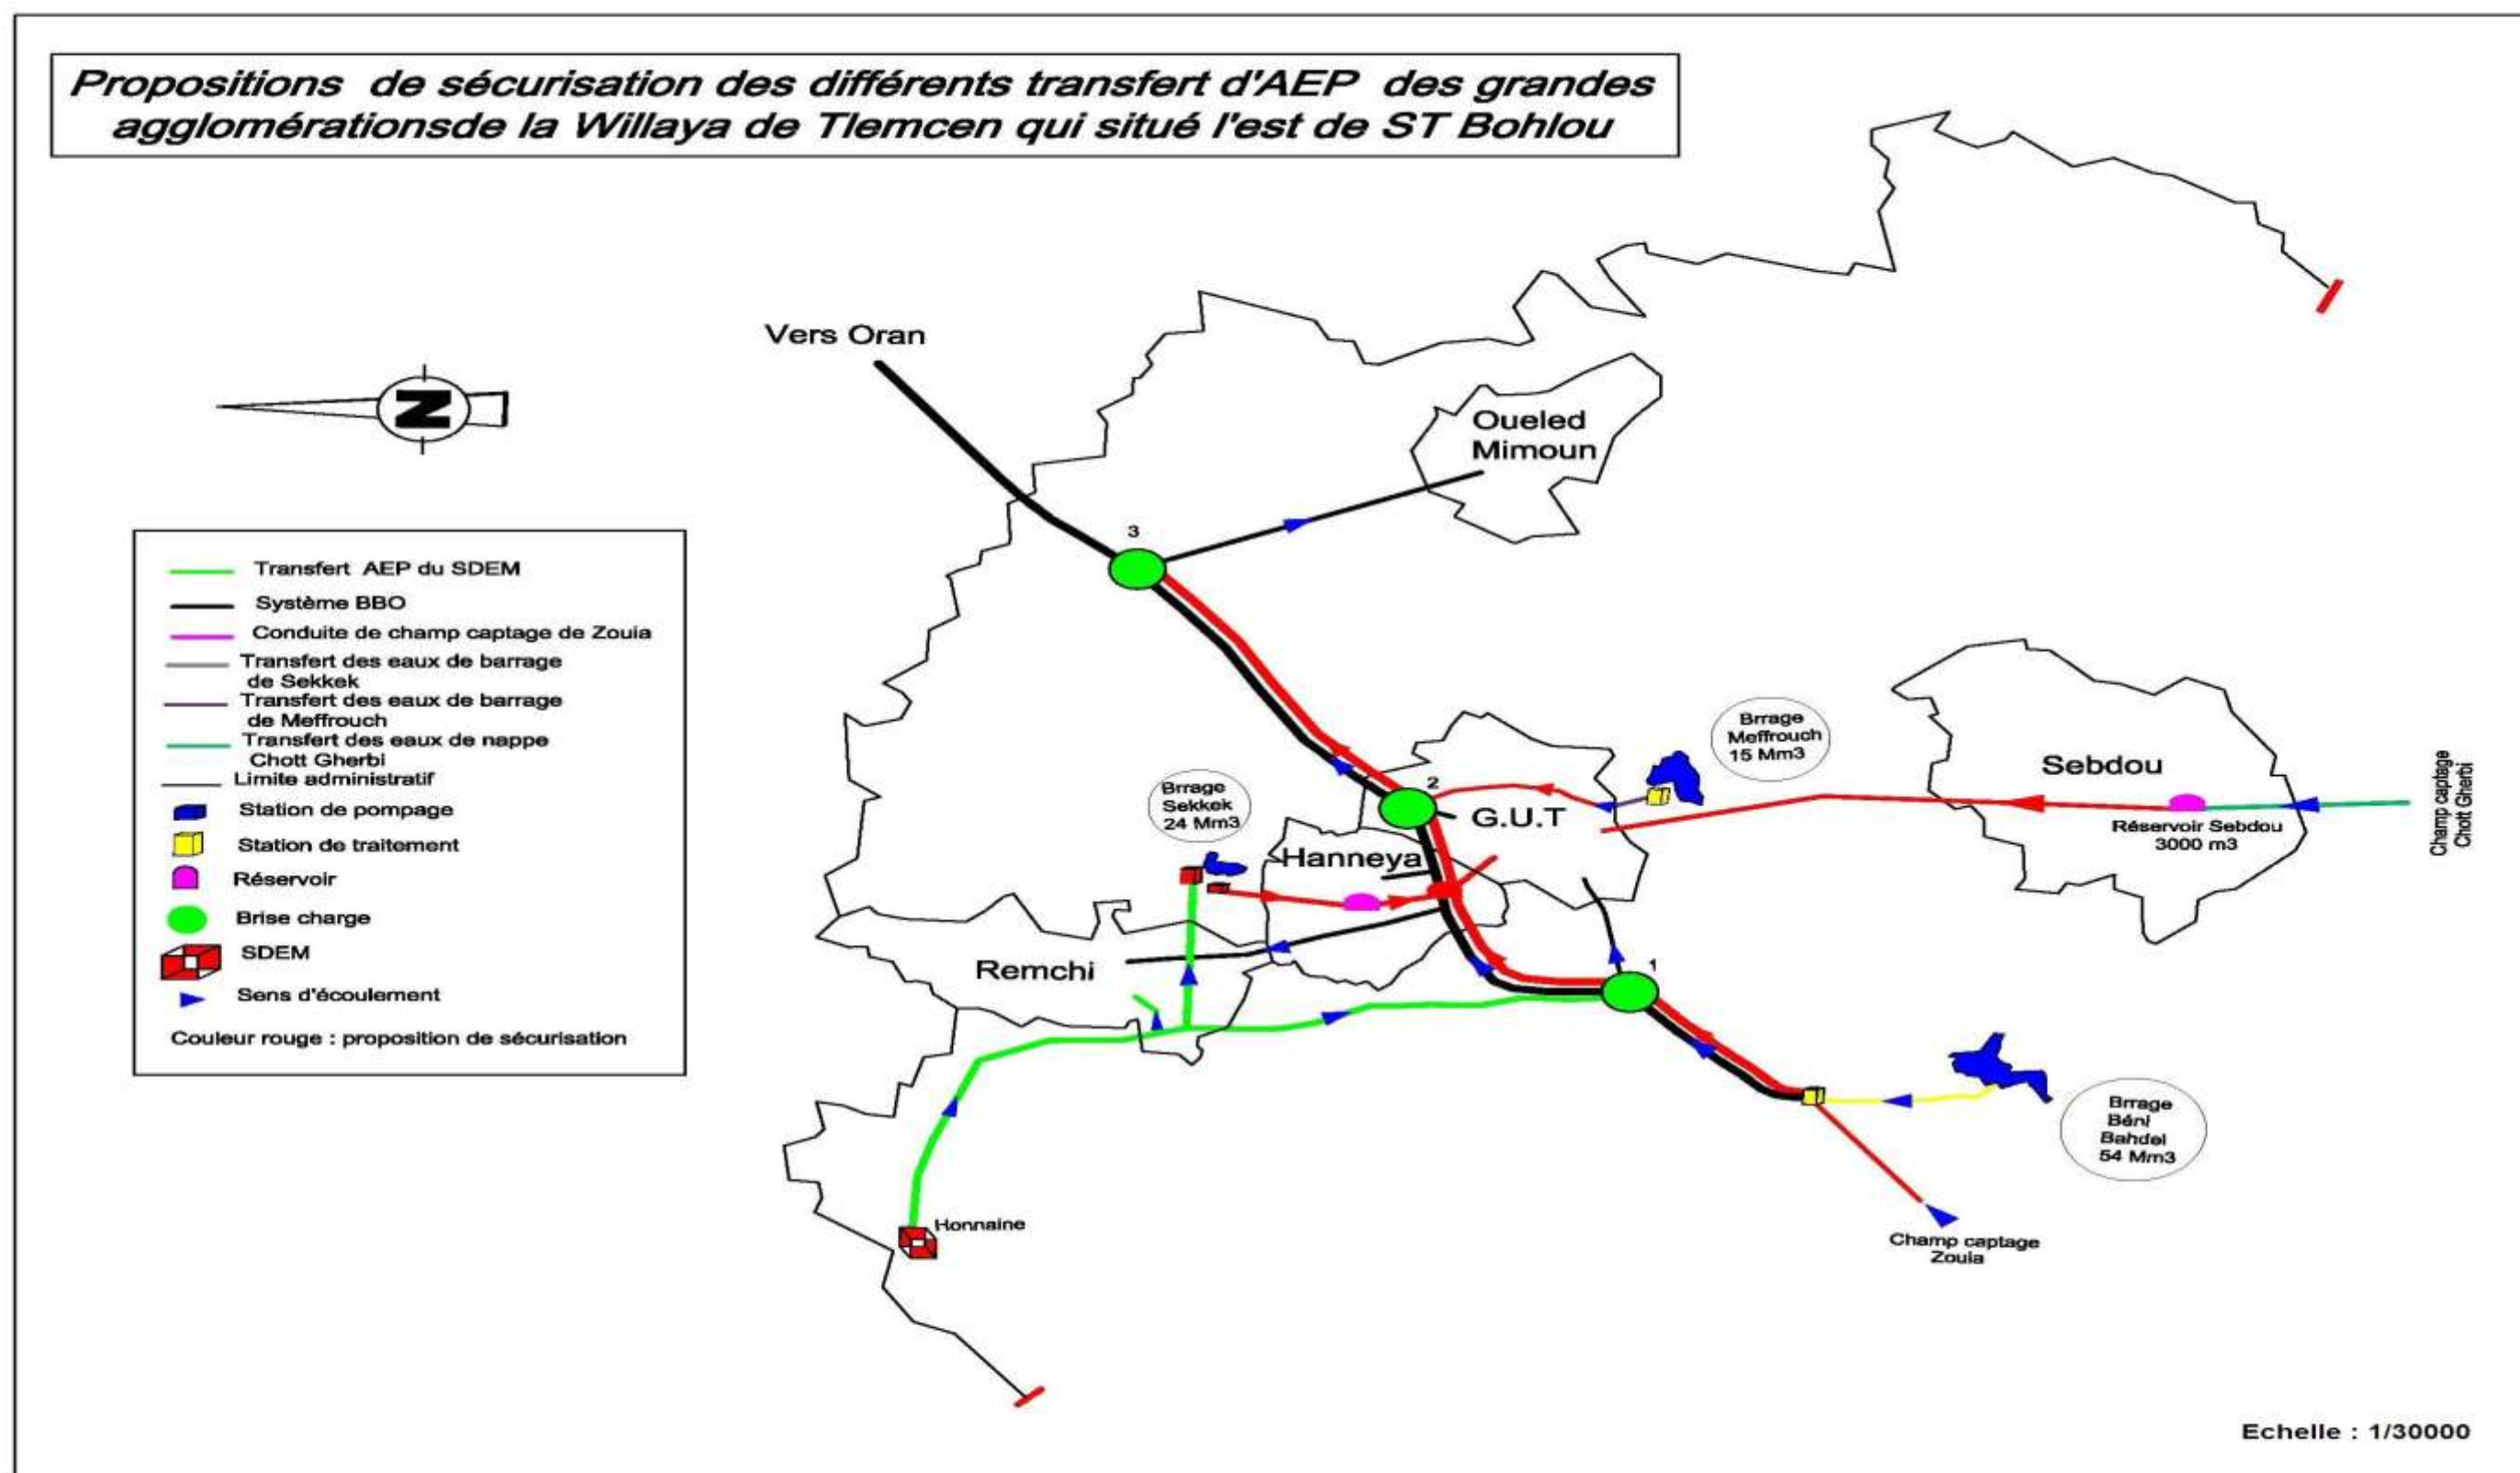 Propositions de sécurisation des différents transfert d'AEP des grandes
agglomérationsde la Willaya de Tlemcen qui situé l'est de ST Bohlou
Vers Oran
N
Oueled
Mimoun
3
Transfert AEP du SDEM
Système BBO
Conduite de champ captage de Zouia
Transfert des eaux de barrage
de Sekkek
Transfert des eaux de barrage
de Meffrouch
Transfert des eaux de nappe
Chott Gherbi
Limite administratif
Station de pompage
Station de traitement
Réservoir
Brise charge
SDEM
Sens d'écoulement
Couleur rouge : proposition de sécurisation
Brrage
Meffrouch
15 Mm3
Sebdou
Champ captage
Chott Gherbi
Brrage
Sekkek
24 Mm3
2
G.U.T
Réservoir Sebdou
3000 m3
Hanneya
Remchi
1
Brrage
Béni
Bahdel
54 Mm3
Honnaine
Champ captage
Zouia
Echelle : 1/30000